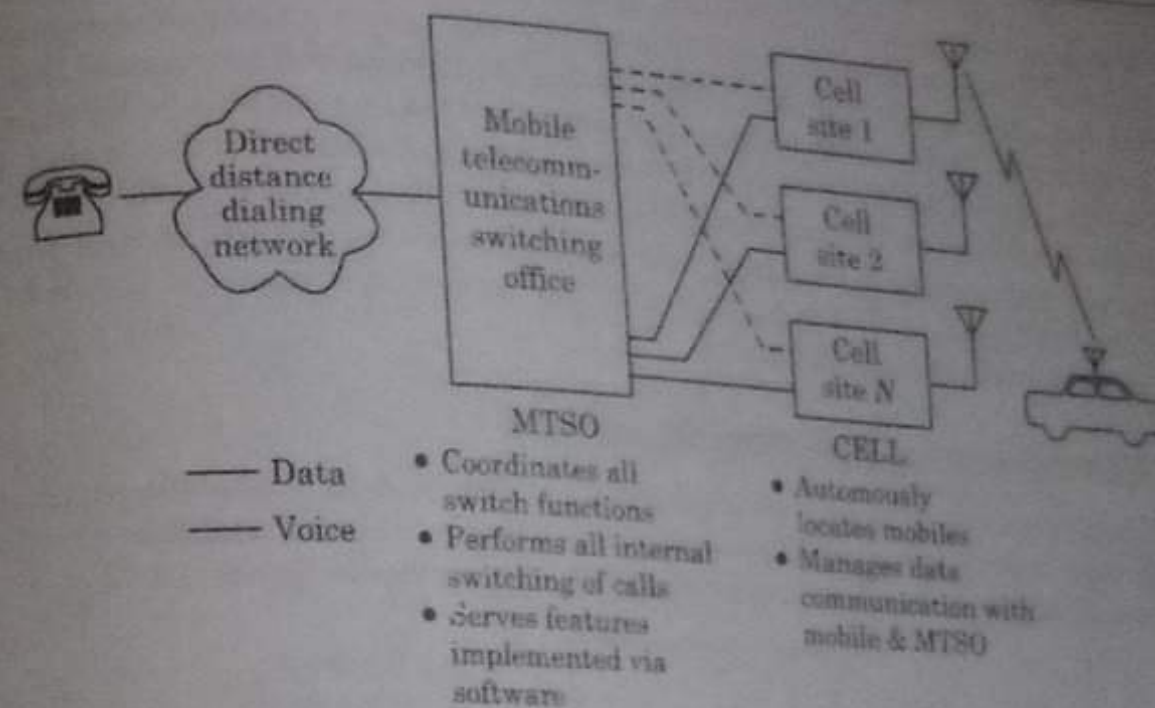 Direct
distance
dialing
network
Mobile
telecomm-
unications
switching
office
Cell
site 1
Cell
site 2
Cell
site N
MTSO
• Coordinates all
switch functions
• Performs all internal
switching of calls
• Serves features
implemented via
software
CELL
• Automously
locates mobiles
• Manages data
communication with
mobile & MTSO
Data
Voice